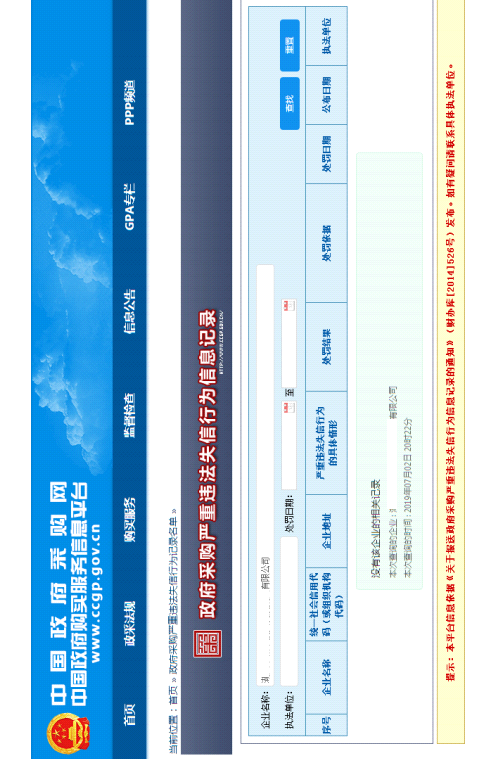 中国政府采购网
中国政府购买服务信息平台
www.ccgp.gov.cn
首页 政采法规 购买服务 监督检查 信息公告 GPA专栏 PPP频道
当前位置：首页 » 政府采购严重违法失信行为记录名单 »
政府采购严重违法失信行为信息记录
企业名称： 有限公司
执法单位： 处罚日期： 至 查找 重置
序号 企业名称 统一社会信用代码（或组织机构代码） 企业地址 严重违法失信行为的具体情形 处罚结果 处罚依据 处罚日期 公布日期 执法单位
没有该企业的相关记录
本次查询的企业： 有限公司
本次查询的时间：2019年07月02日 20时22分
提示：本平台信息依据《关于报送政府采购严重违法失信行为信息记录的通知》（财办库[2014]526号）发布。如有疑问请联系具体执法单位。